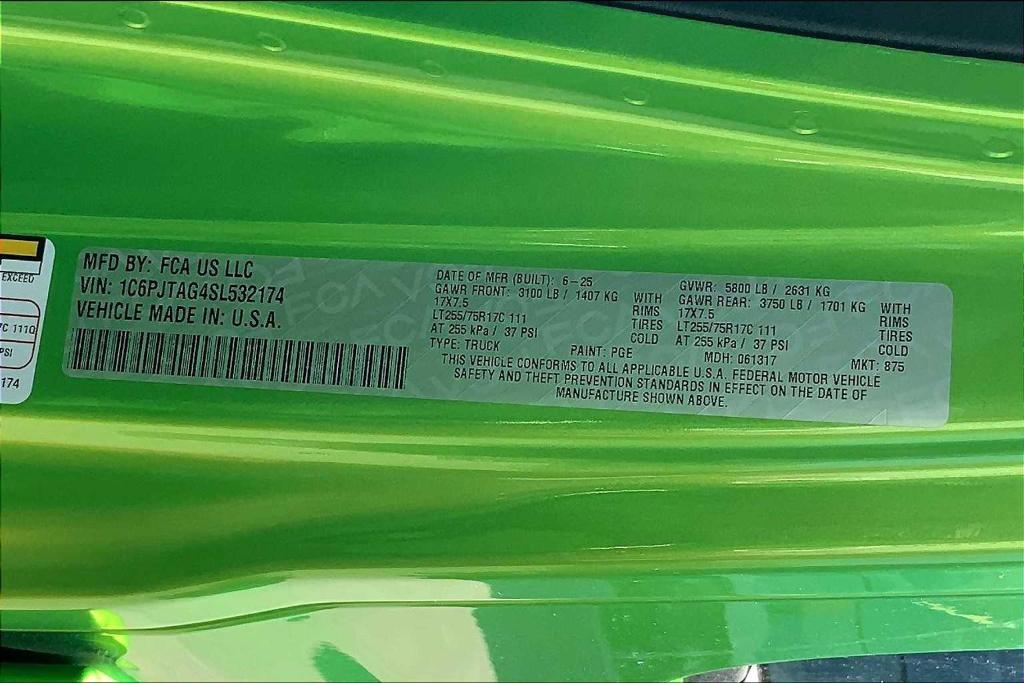 EXCEED
C 1110
PSI
174
MFD BY: FCA US LLC
VIN: 1C6PJTAG4SL532174
VEHICLE MADE IN: U.S.A.
DATE OF MFR (BUILT): 6-25
GAWR FRONT: 3100 LB / 1407 KG WITH
17X7.5 RIMS
LT255/75R17C 111 TIRES
AT 255 kPa / 37 PSI COLD
GVWR: 5800 LB / 2631 KG
GAWR REAR: 3750 LB / 1701 KG WITH
17X7.5 RIMS
LT255/75R17C 111 TIRES
AT 255 kPa / 37 PSI COLD
TYPE: TRUCK PAINT: PGE MDH: 061317 MKT: 875
THIS VEHICLE CONFORMS TO ALL APPLICABLE U.S.A. FEDERAL MOTOR VEHICLE
SAFETY AND THEFT PREVENTION STANDARDS IN EFFECT ON THE DATE OF
MANUFACTURE SHOWN ABOVE.